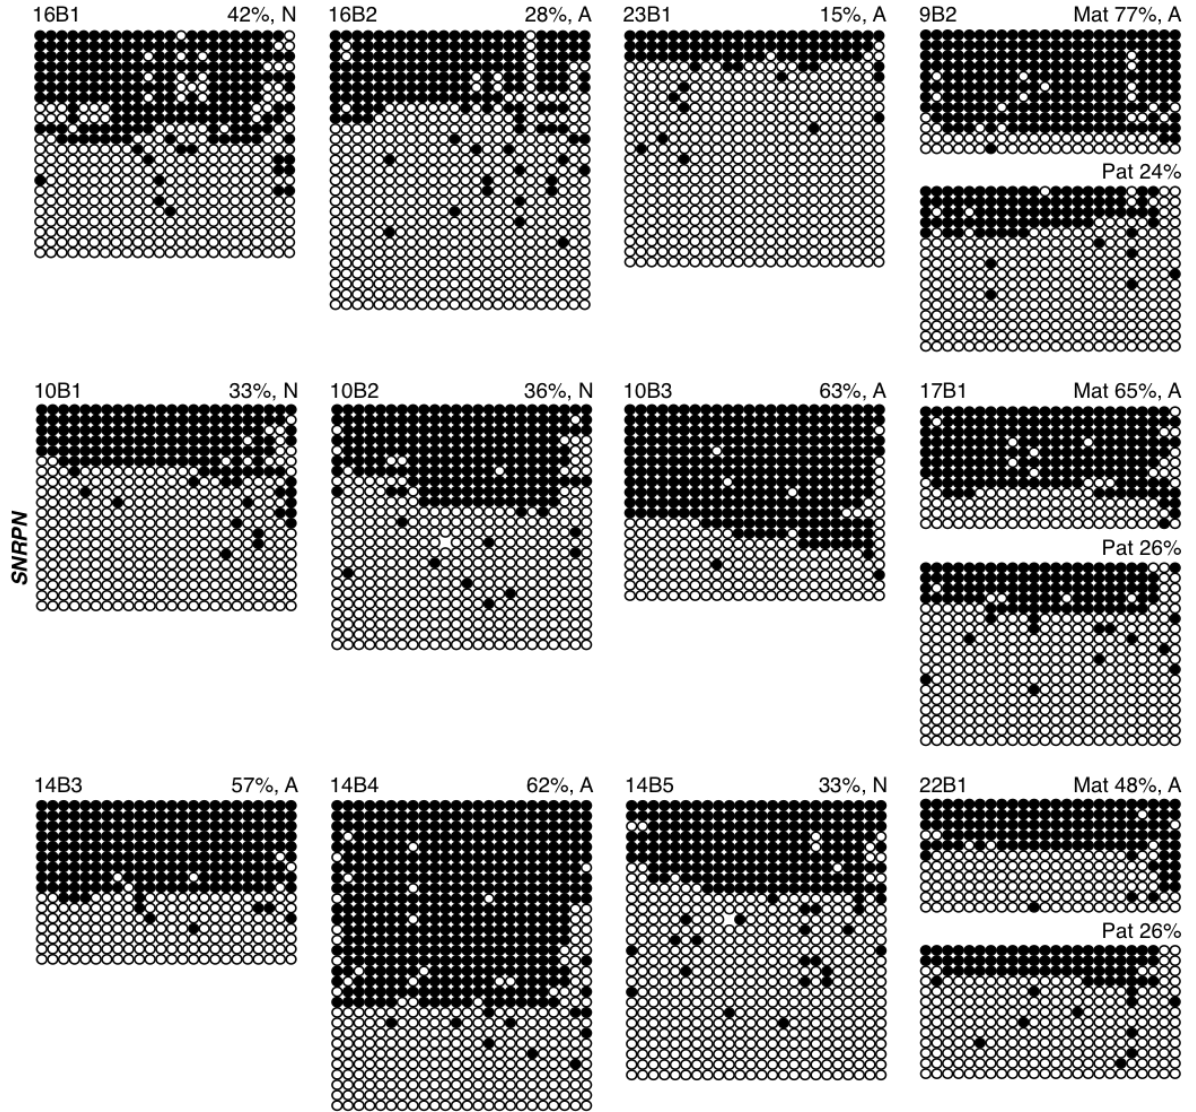 16B1 42%, N
16B2 28%, A
23B1 15%, A
9B2 Mat 77%, A
Pat 24%
10B1 33%, N
10B2 36%, N
10B3 63%, A
17B1 Mat 65%, A
Pat 26%
SNRPN
14B3 57%, A
14B4 62%, A
14B5 33%, N
22B1 Mat 48%, A
Pat 26%